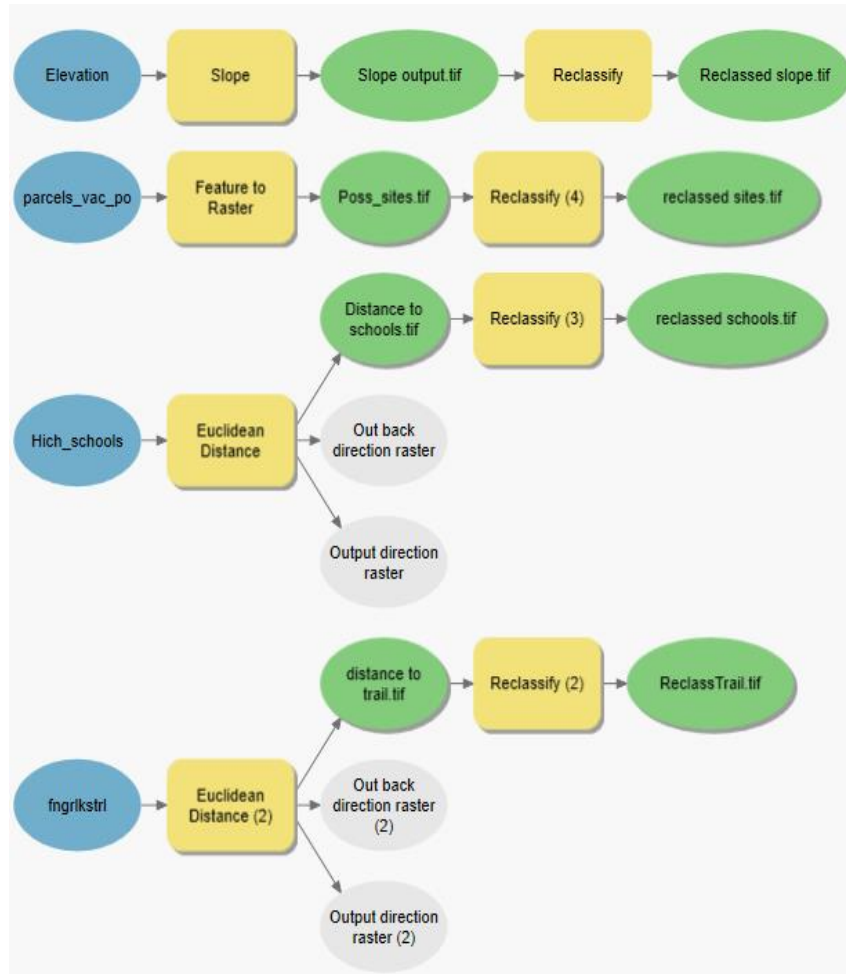 Elevation
Slope
Slope output.tif
Reclassify
Reclassed slope.tif
parcels_vac_po
Feature to
Raster
Poss_sites.tif
Reclassify (4)
reclassed sites.tif
Distance to
schools.tif
Reclassify (3)
reclassed schools.tif
Hich_schools
Euclidean
Distance
Out back
direction raster
Output direction
raster
distance to
trail.tif
Reclassify (2)
ReclassTrail.tif
fngrlkstrl
Euclidean
Distance (2)
Out back
direction raster
(2)
Output direction
raster (2)